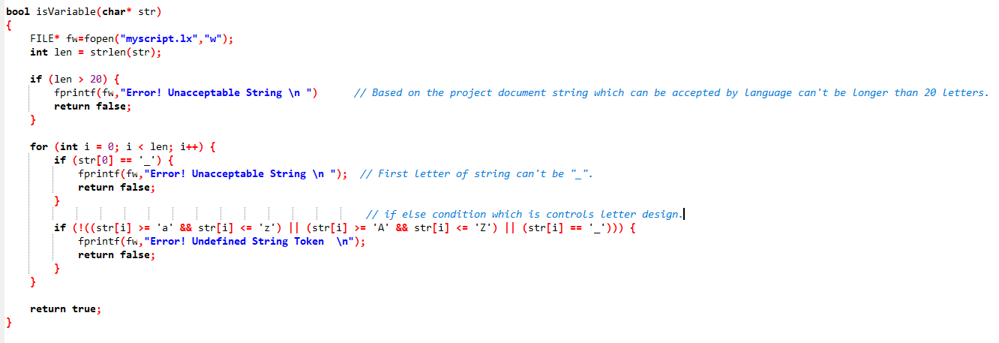 bool isVariable(char* str)
{
    FILE* fw=fopen("myscript.lx","w");
    int len = strlen(str);

    if (len > 20) {
        fprintf(fw,"Error! Unacceptable String \n ")      // Based on the project document string which can be accepted by language can't be longer than 20 letters.
        return false;
    }

    for (int i = 0; i < len; i++) {
        if (str[0] == '_') {
            fprintf(fw,"Error! Unacceptable String \n ");  // First letter of string can't be "_".
            return false;
        }
                                                            // if else condition which is controls letter design.
        if (!((str[i] >= 'a' && str[i] <= 'z') || (str[i] >= 'A' && str[i] <= 'Z') || (str[i] == '_'))) {
            fprintf(fw,"Error! Undefined String Token  \n");
            return false;
        }
    }

    return true;
}